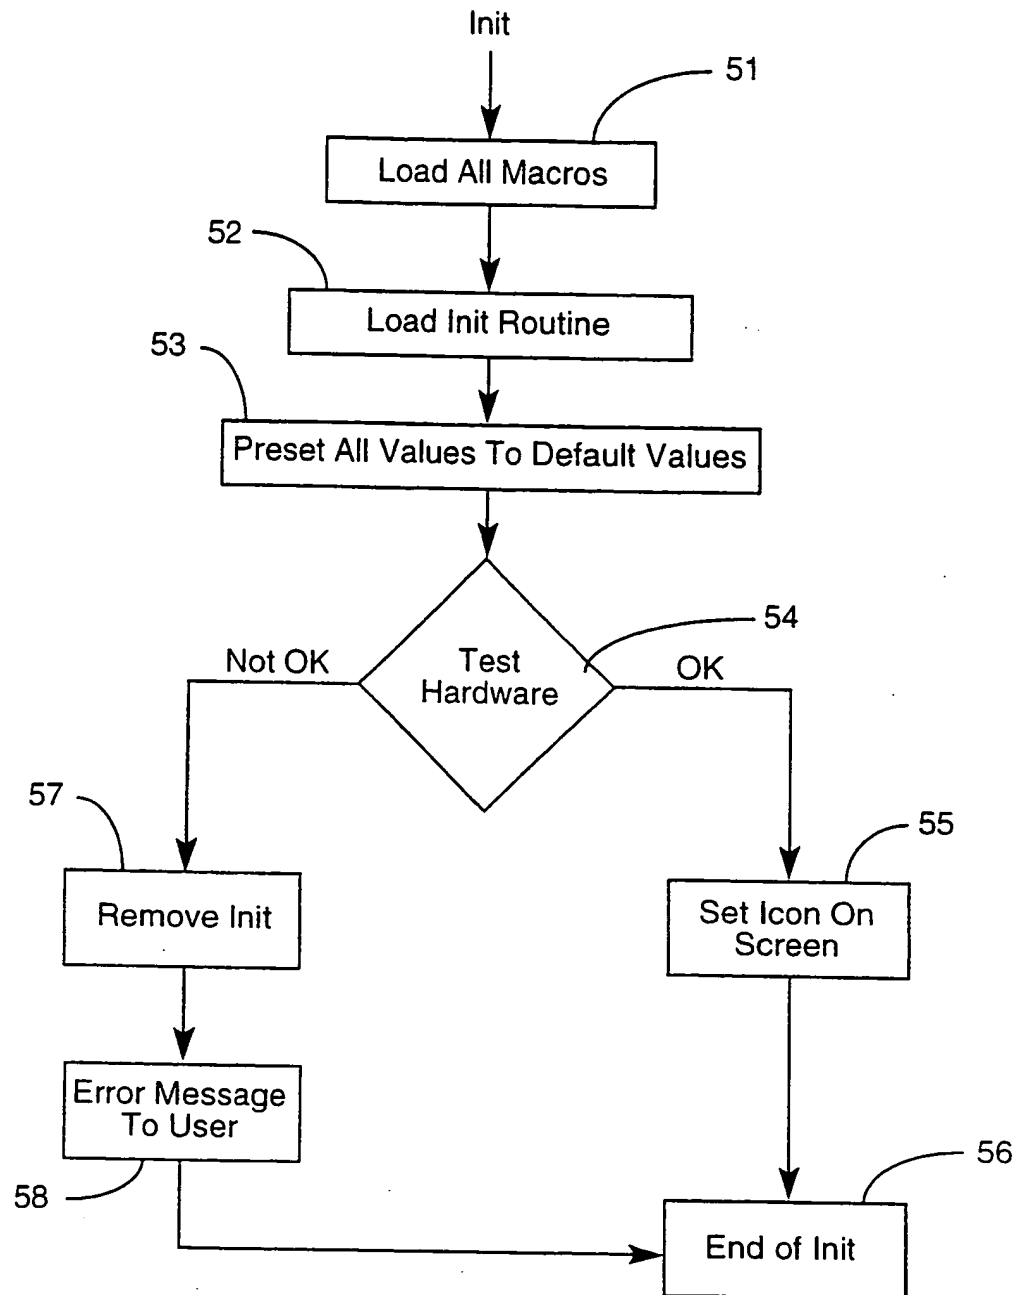 Init
51
Load All Macros
52
Load Init Routine
53
Preset All Values To Default Values
54
Test
Hardware
Not OK
OK
57
55
Remove Init
Set Icon On
Screen
Error Message
To User
58
56
End of Init